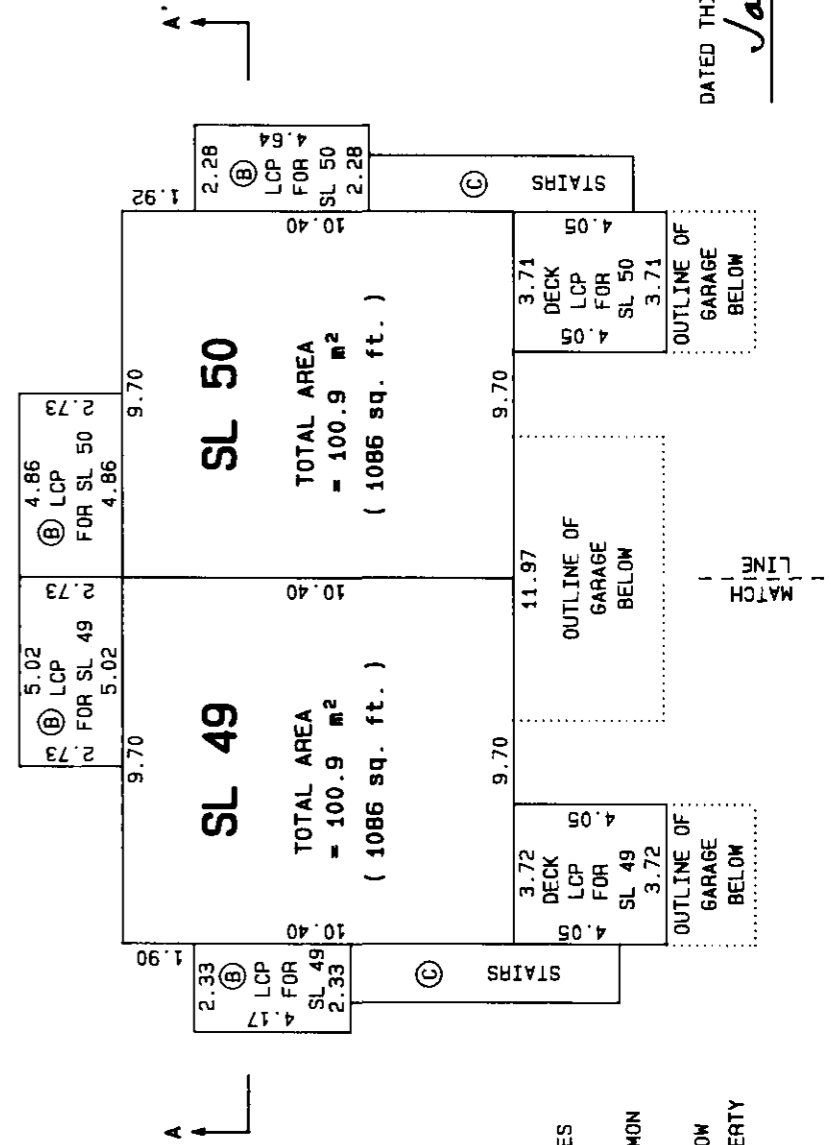 A
A'
5.02
Ⓑ LCP
FOR SL 49
5.02
2.73
2.73
4.86
Ⓑ LCP
FOR SL 50
4.86
2.73
1.90
9.70
SL 49
TOTAL AREA
= 100.9 m²
( 1086 sq. ft. )
10.40
10.40
9.70
9.70
SL 50
TOTAL AREA
= 100.9 m²
( 1086 sq. ft. )
10.40
9.70
1.92
2.33
Ⓑ
LCP
FOR
SL 49
2.33
4.17
Ⓒ
STAIRS
2.28
Ⓑ
LCP
FOR
SL 50
2.28
4.64
Ⓒ
STAIRS
3.72
DECK
LCP
FOR
SL 49
3.72
4.05
4.05
OUTLINE OF
GARAGE
BELOW
11.97
OUTLINE OF
GARAGE
BELOW
3.71
DECK
LCP
FOR
SL 50
3.71
4.05
4.05
OUTLINE OF
GARAGE
BELOW
MATCH
LINE
ES
MON
OW
ERTY
DATED THI